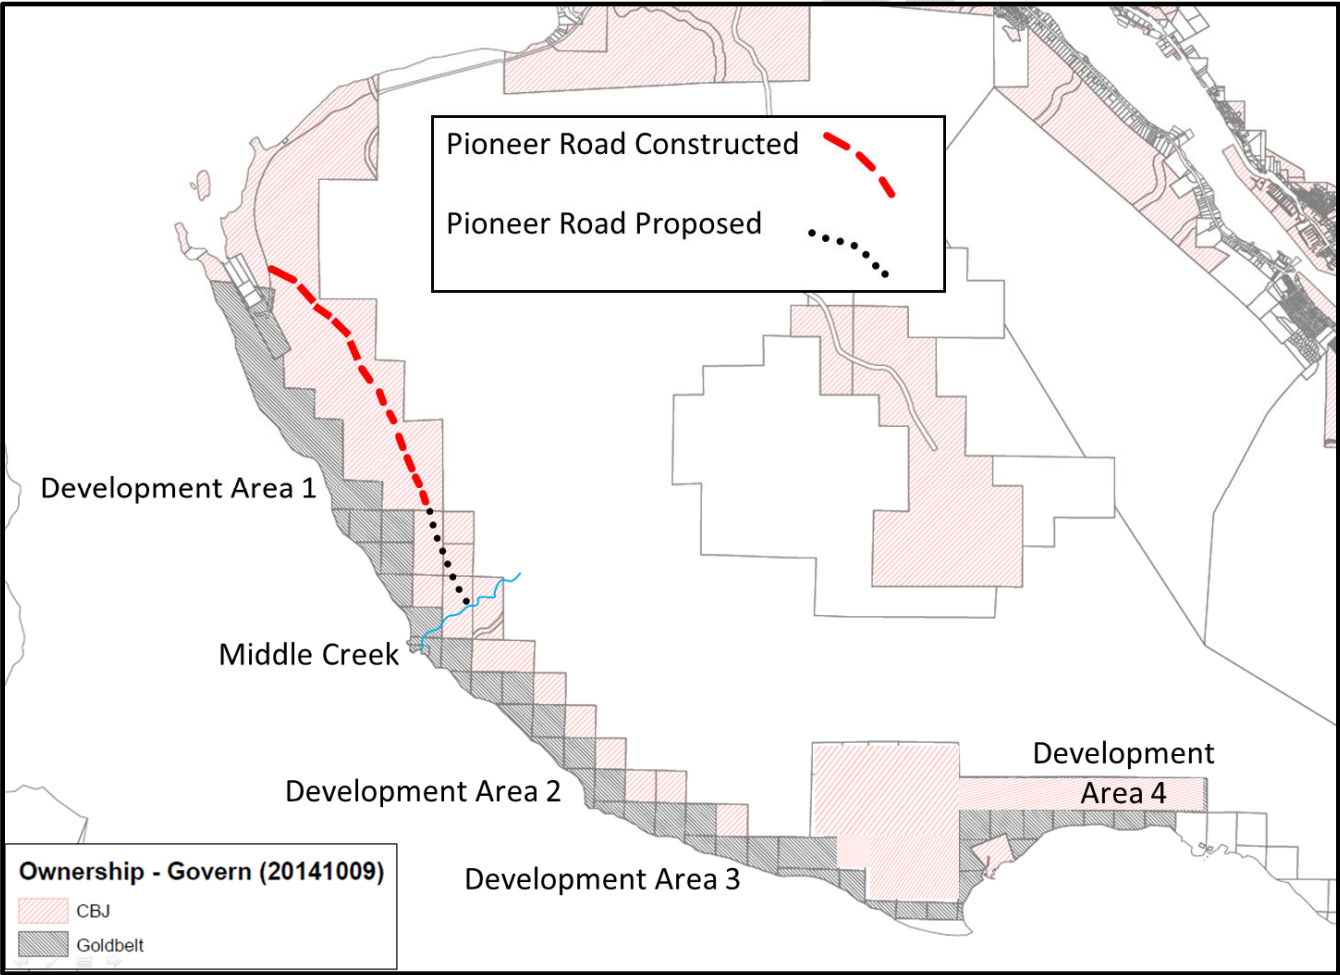 Pioneer Road Constructed
Pioneer Road Proposed
Development Area 1
Middle Creek
Development
Area 4
Development Area 2
Development Area 3
Ownership - Govern (20141009)
CBJ
Goldbelt